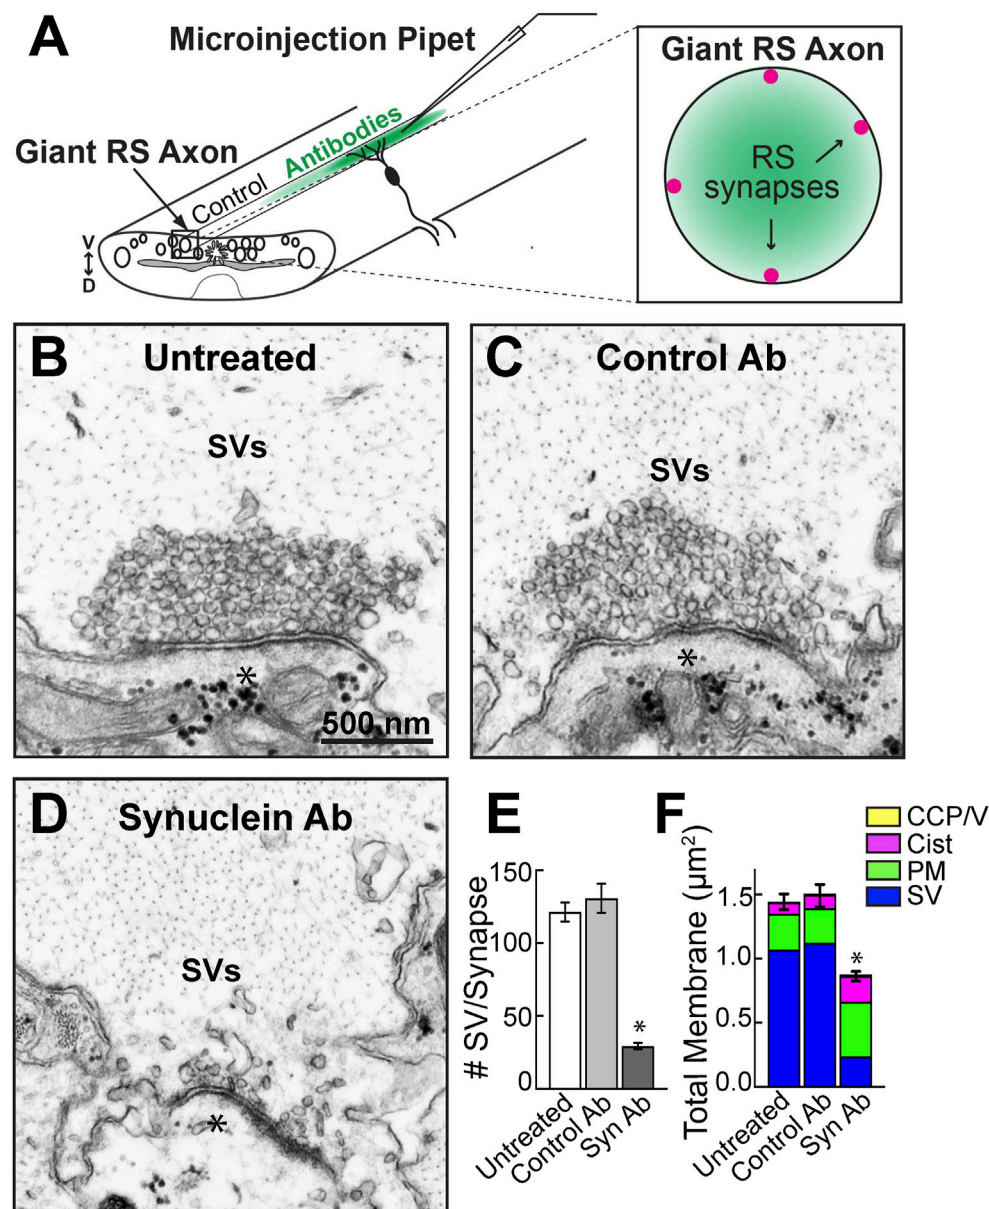 A
Microinjection Pipet
Giant RS Axon
Antibodies
Control
V
D
Giant RS Axon
RS
synapses
B
Untreated
SVs
*
500 nm
C
Control Ab
SVs
*
D
Synuclein Ab
SVs
*
E
# SV/Synapse
150
100
50
0
*
Untreated
Control Ab
Syn Ab
F
Total Membrane (μm²)
1.5
1.0
0.5
0.0
*
Untreated
Control Ab
Syn Ab
CCP/V
Cist
PM
SV